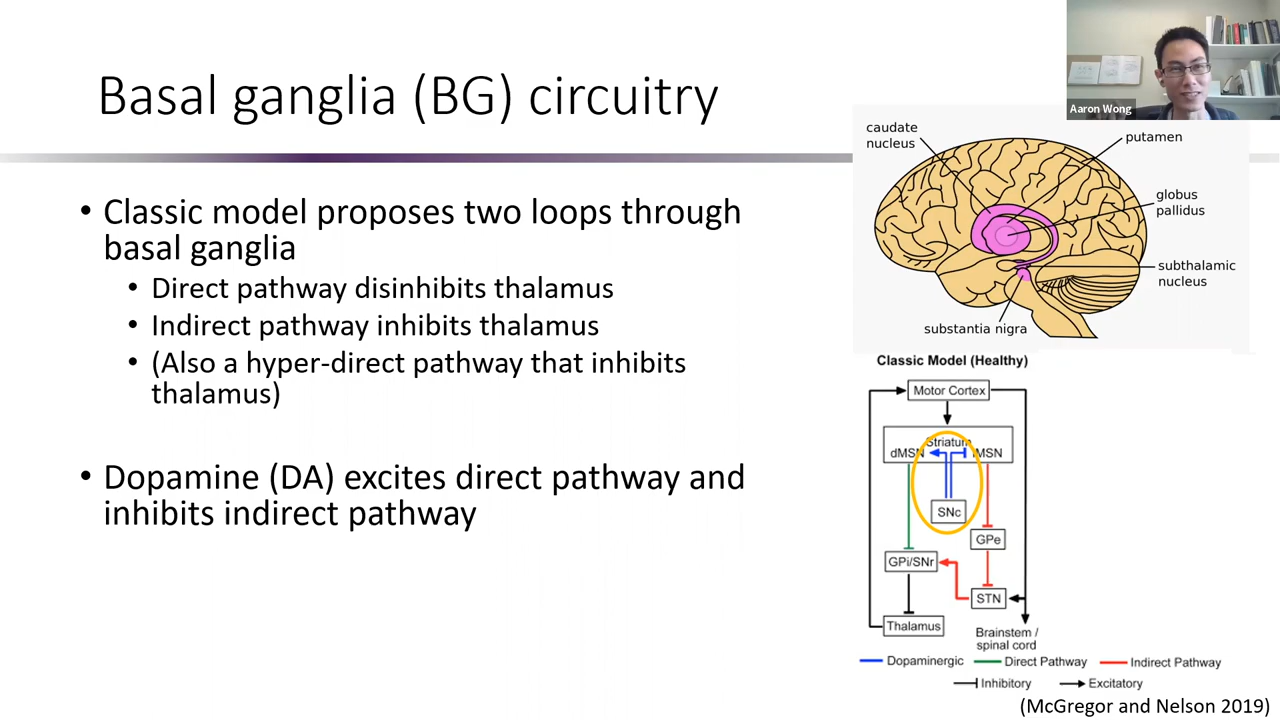 Basal ganglia (BG) circuitry
Aaron Wong
• Classic model proposes two loops through
basal ganglia
• Direct pathway disinhibits thalamus
• Indirect pathway inhibits thalamus
• (Also a hyper-direct pathway that inhibits
thalamus)
• Dopamine (DA) excites direct pathway and
inhibits indirect pathway
caudate
nucleus
putamen
globus
pallidus
subthalamic
nucleus
substantia nigra
Classic Model (Healthy)
Motor Cortex
Striatum
dMSN
iMSN
SNc
GPe
GPi/SNr
STN
Thalamus
Brainstem /
spinal cord
Dopaminergic
Direct Pathway
Indirect Pathway
Inhibitory
Excitatory
(McGregor and Nelson 2019)